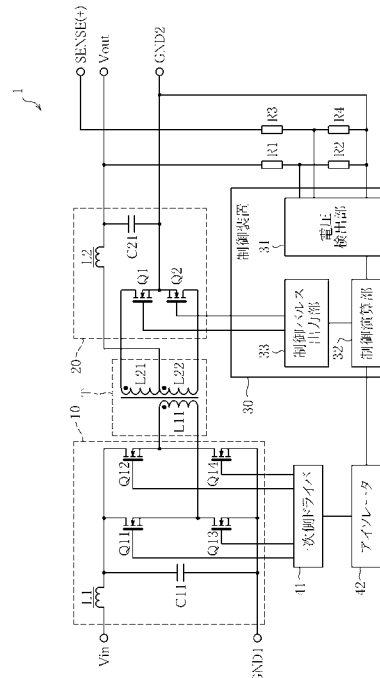 1
10
T
20
SENSE(+)
Vin
L1
Q11
Q12
L21
Q1
L2
Vout
C11
L11
L22
C21
Q2
GND1
Q13
Q14
GND2
30
制御装置
R1
R3
41
次側ドライバ
33
制御パルス出力部
31
電圧検出部
R2
R4
42
アイソレータ
32
制御演算部